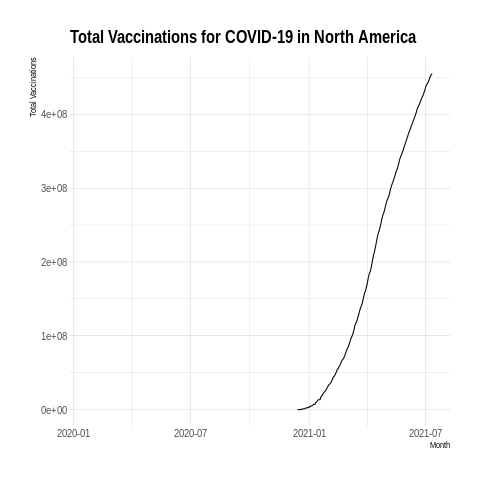 Total Vaccinations for COVID-19 in North America
Total Vaccinations
4e+08
3e+08
2e+08
1e+08
0e+00
2020-01
2020-07
2021-01
2021-07
Month